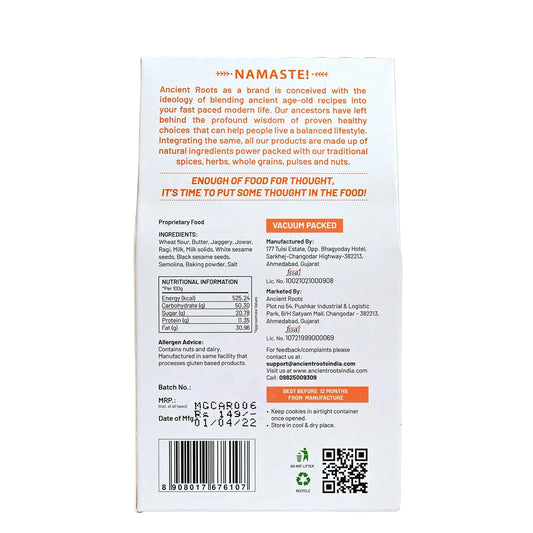 NAMASTE!
Ancient Roots as a brand is conceived with the
ideology of blending ancient age-old recipes into
your fast paced modern life. Our ancestors have left
behind the profound wisdom of proven healthy
choices that can help people live a balanced lifestyle.
Integrating the same, all our products are made up of
natural ingredients power packed with our traditional
spices, herbs, whole grains, pulses and nuts.
ENOUGH OF FOOD FOR THOUGHT,
IT'S TIME TO PUT SOME THOUGHT IN THE FOOD!
Proprietary Food
INGREDIENTS:
Wheat flour, Butter, Jaggery, Jowar,
Ragi, Milk, Milk solids, White sesame
seeds, Black sesame seeds,
Semolina, Baking powder, Salt
NUTRITIONAL INFORMATION
*Per 100g
Energy (kcal) 525.24
Carbohydrate (g) 50.30
Sugar (g) 20.78
Protein (g) 11.35
Fat (g) 30.96
*Approximate Values
Allergen Advice:
Contains nuts and dairy.
Manufactured in same facility that
processes gluten based products.
Batch No.:
MRP.:
(Incl. of all taxes)
Date of Mfg.
MGCAR006
Rs 149/-
01/04/22
8 908017 676107
VACUUM PACKED
Manufactured By:
177 Tulsi Estate, Opp. Bhagyoday Hotel,
Sarkhej-Changodar Highway-382213,
Ahmedabad, Gujarat
fssai
Lic. No. 10021021000908
Marketed By:
Ancient Roots
Plot no 54, Pushkar Industrial & Logistic
Park, B/H Satyam Mall, Changodar - 382213,
Ahmedabad, Gujarat
fssai
Lic. No. 10721999000069
For feedback/complaints please
contact us at:
support@ancientrootsindia.com
Visit us at www.ancientrootsindia.com
Call: 09825009309
BEST BEFORE 12 MONTHS
FROM MANUFACTURE
• Keep cookies in airtight container
once opened.
• Store in cool & dry place.
DO NOT LITTER
RECYCLE